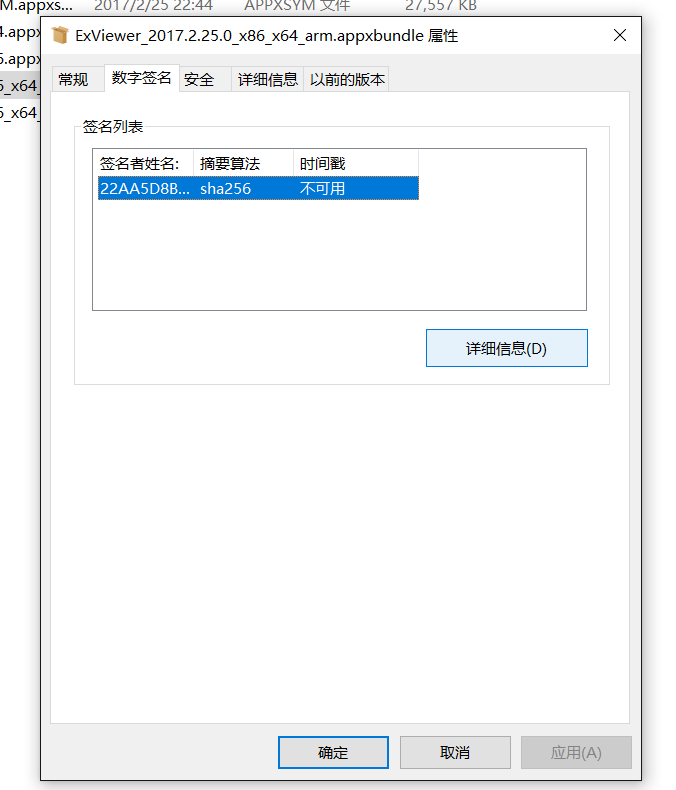 M.appxs... 2017/2/25 22:44 APPXSYM 文件 27,557 KB
ExViewer_2017.2.25.0_x86_x64_arm.appxbundle 属性
4.appx
6.appx
6_x64_
6_x64_
常规 数字签名 安全 详细信息 以前的版本
签名列表
签名者姓名: 摘要算法 时间戳
22AA5D8B... sha256 不可用
详细信息(D)
确定 取消 应用(A)